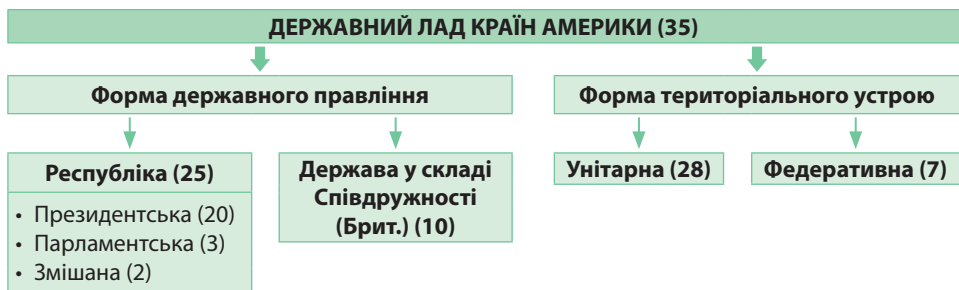 ДЕРЖАВНИЙ ЛАД КРАЇН АМЕРИКИ (35)
Форма державного правління
Форма територіального устрою
Республіка (25)
• Президентська (20)
• Парламентська (3)
• Змішана (2)
Держава у складі
Співдружності
(Брит.) (10)
Унітарна (28)
Федеративна (7)